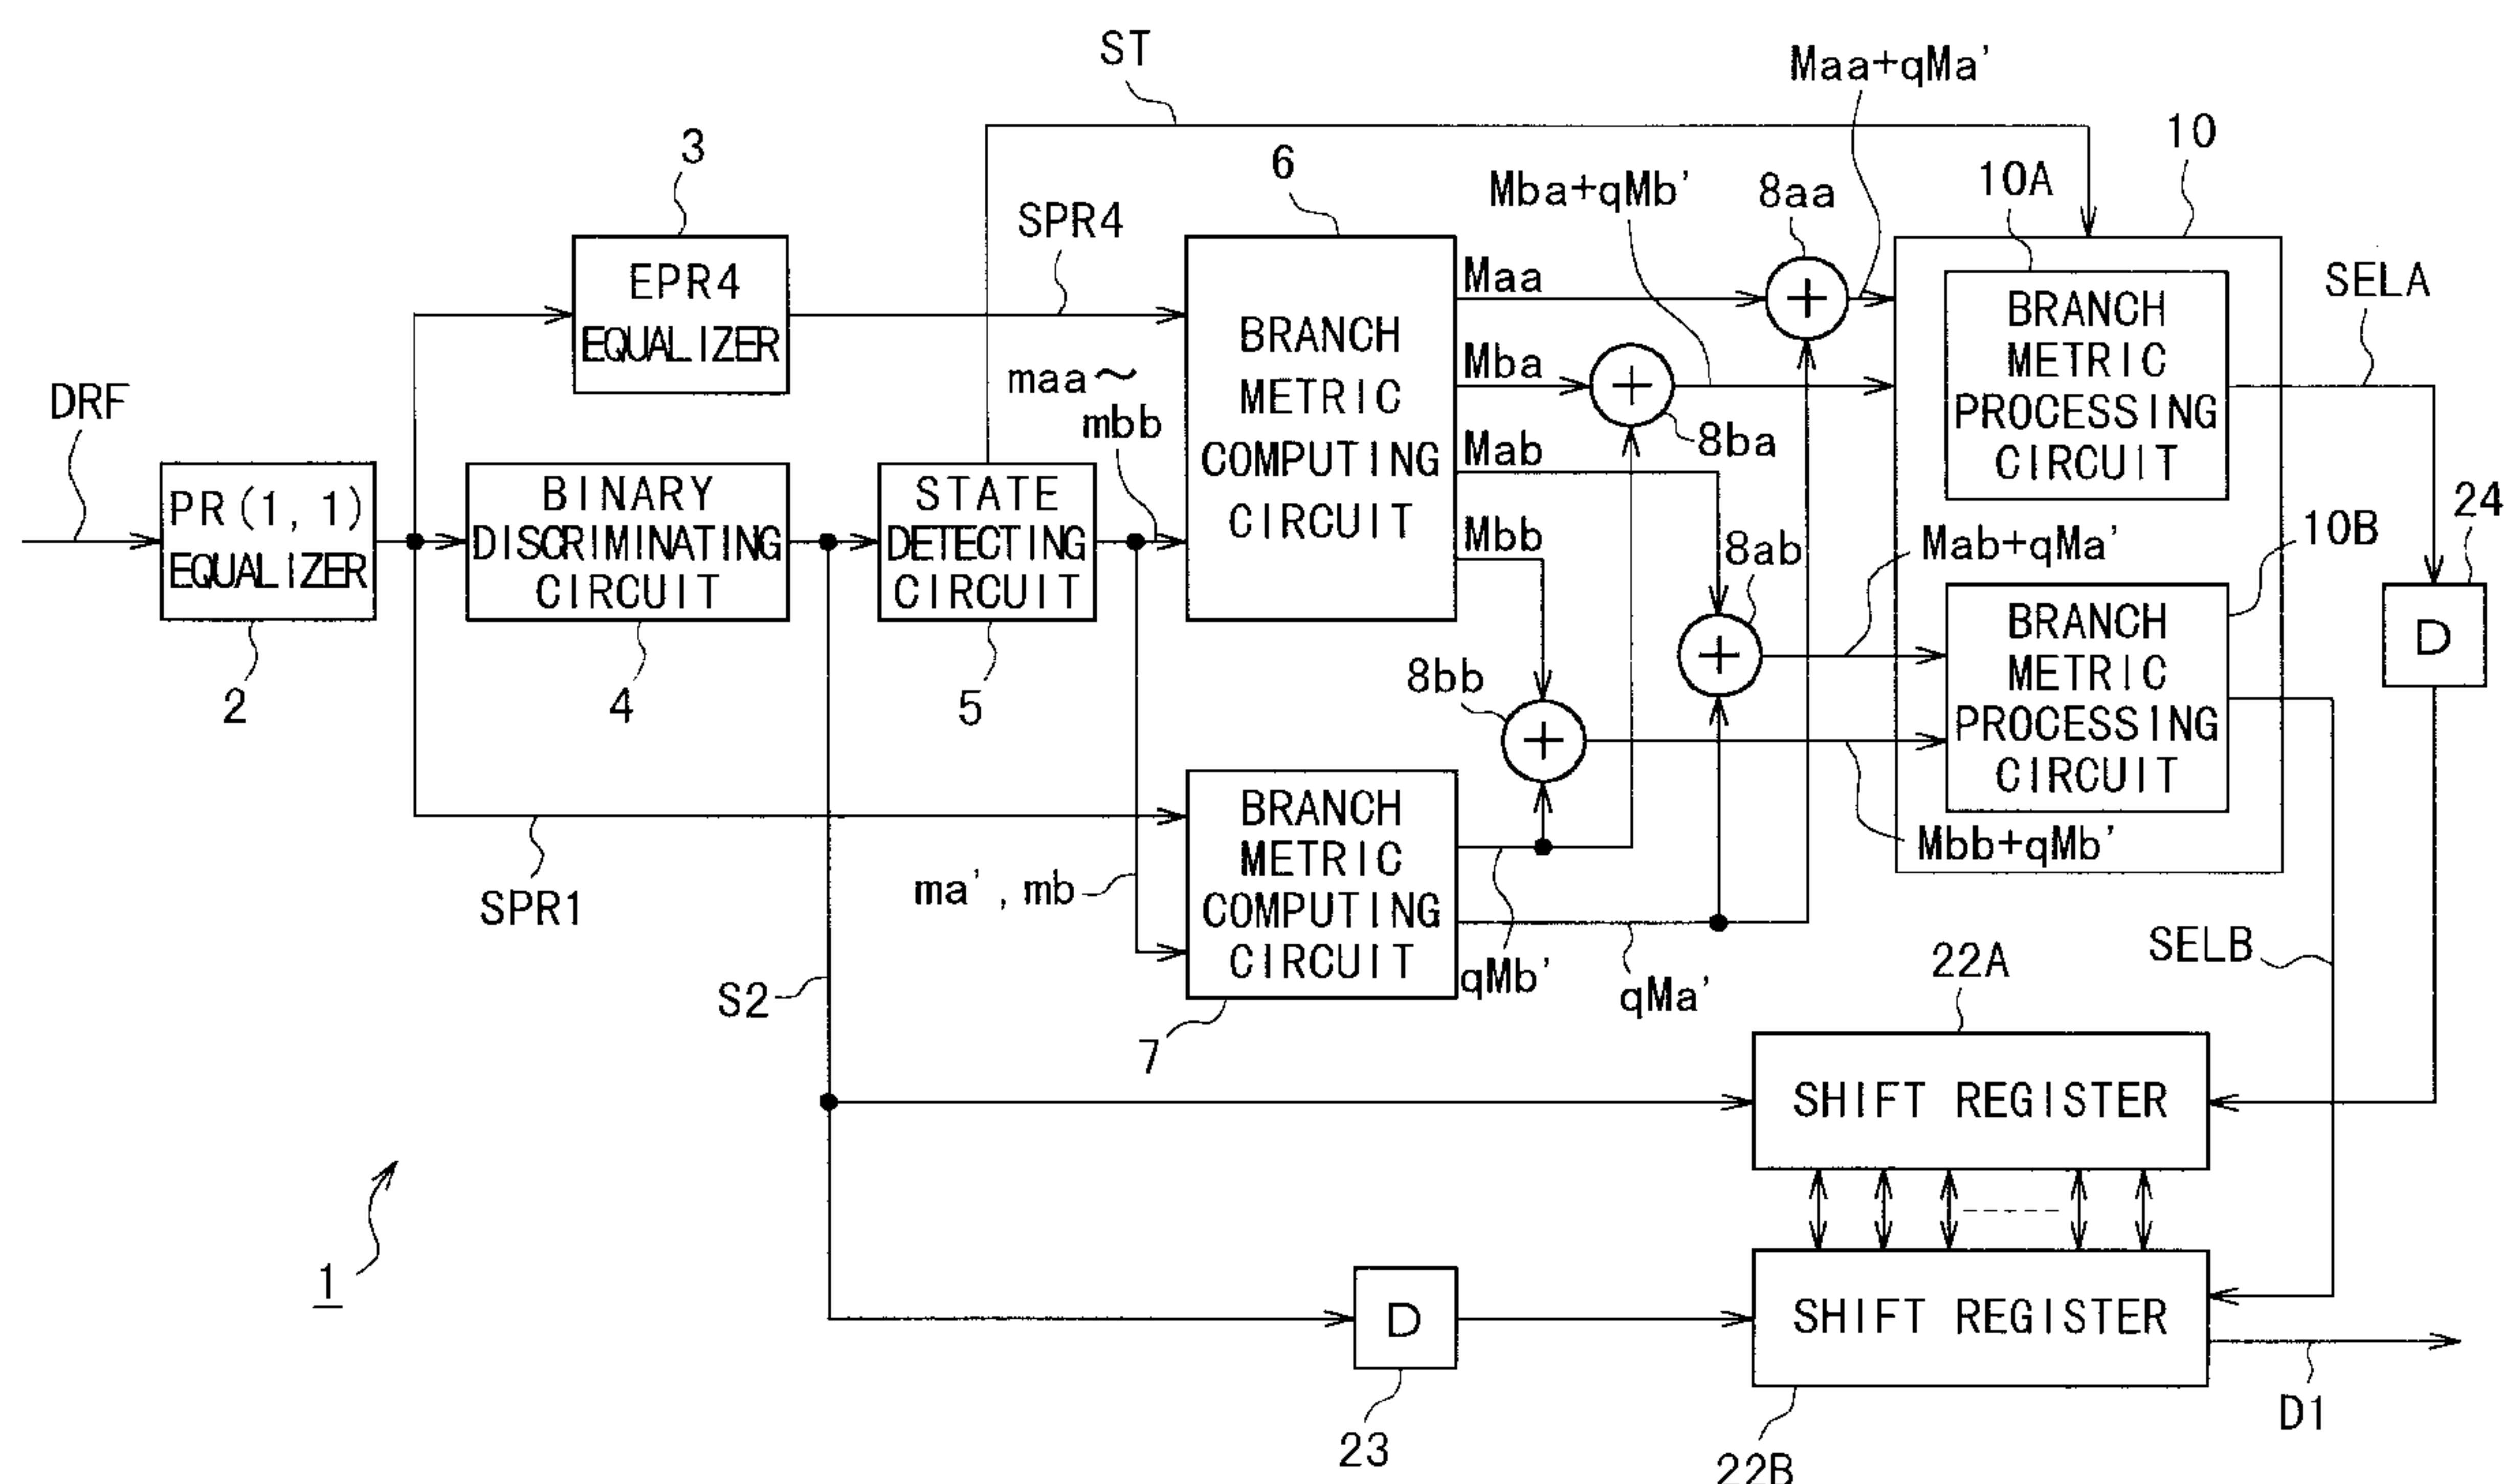 ST
Maa+qMa'
3
6
10
Mba+qMb'
8aa
10A
SPR4
EPR4
EQUALIZER
SELA
DRF
maa～
mbb
BRANCH
METRIC
COMPUTING
CIRCUIT
Maa
Mba
Mab
Mbb
+
+
8ba
BRANCH
METRIC
PROCESSING
CIRCUIT
PR(1, 1)
EQUALIZER
BINARY
DISCRIMINATING
CIRCUIT
STATE
DETECTING
CIRCUIT
8ab
Mab+qMa'
10B
24
D
2
4
5
8bb
+
+
BRANCH
METRIC
PROCESSING
CIRCUIT
Mbb+qMb'
SPR1
ma', mb
BRANCH
METRIC
COMPUTING
CIRCUIT
qMb'
qMa'
SELB
S2
7
22A
SHIFT REGISTER
1
D
SHIFT REGISTER
23
22B
D1